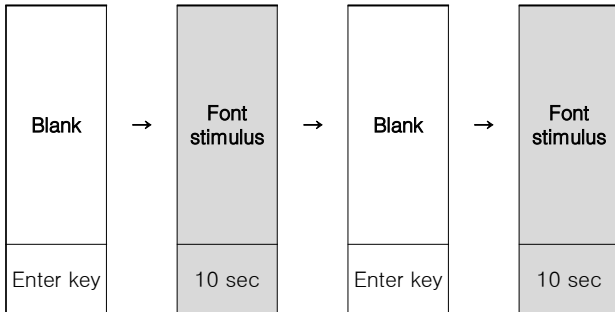 Blank → Font stimulus → Blank → Font stimulus
Enter key 10 sec Enter key 10 sec